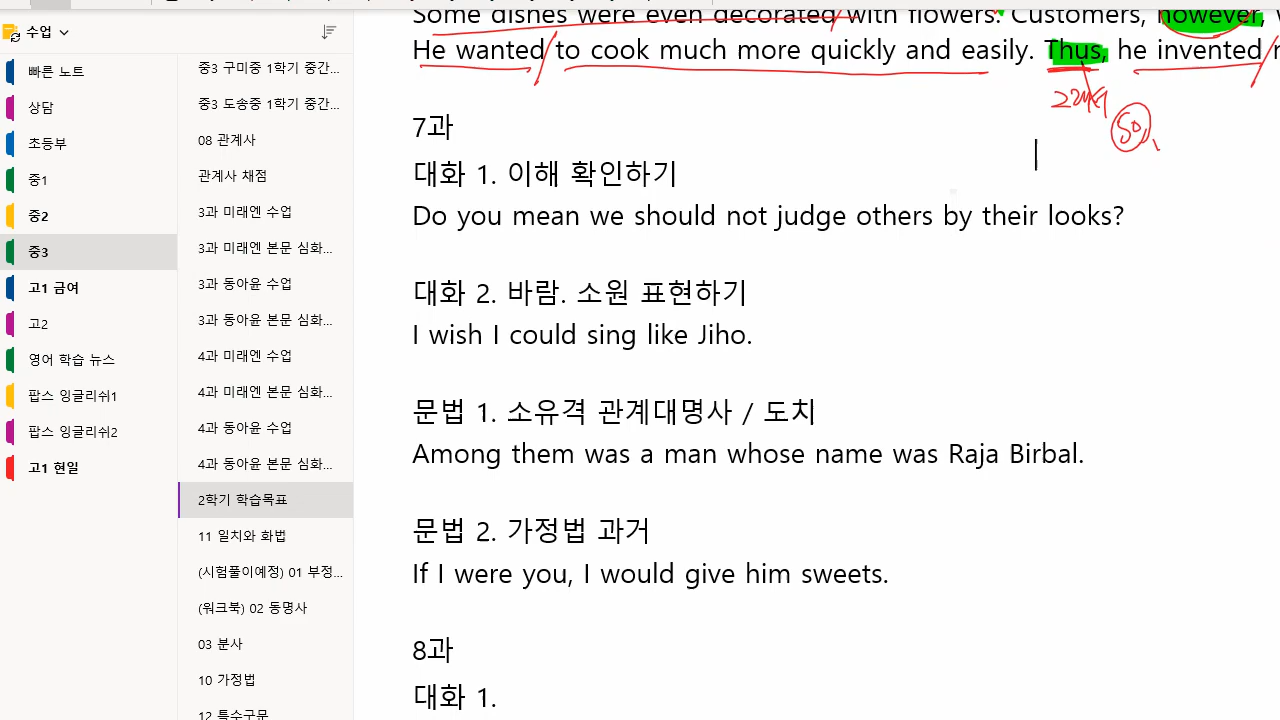 수업
빠른 노트
상담
초등부
중1
중2
중3
고1 금여
고2
영어 학습 뉴스
팝스 잉글리쉬1
팝스 잉글리쉬2
고1 현일
중3 구미중 1학기 중간...
중3 도송중 1학기 중간...
08 관계사
관계사 채점
3과 미래엔 수업
3과 미래엔 본문 심화...
3과 동아윤 수업
3과 동아윤 본문 심화...
4과 미래엔 수업
4과 미래엔 본문 심화...
4과 동아윤 수업
4과 동아윤 본문 심화...
2학기 학습목표
11 일치와 화법
(시험풀이예정) 01 부정...
(워크북) 02 동명사
03 분사
10 가정법
12 특수구문
Some dishes were even decorated with flowers. Customers, however,
He wanted to cook much more quickly and easily. Thus, he invented
그래서
So,
7과
대화 1. 이해 확인하기
Do you mean we should not judge others by their looks?
대화 2. 바람. 소원 표현하기
I wish I could sing like Jiho.
문법 1. 소유격 관계대명사 / 도치
Among them was a man whose name was Raja Birbal.
문법 2. 가정법 과거
If I were you, I would give him sweets.
8과
대화 1.